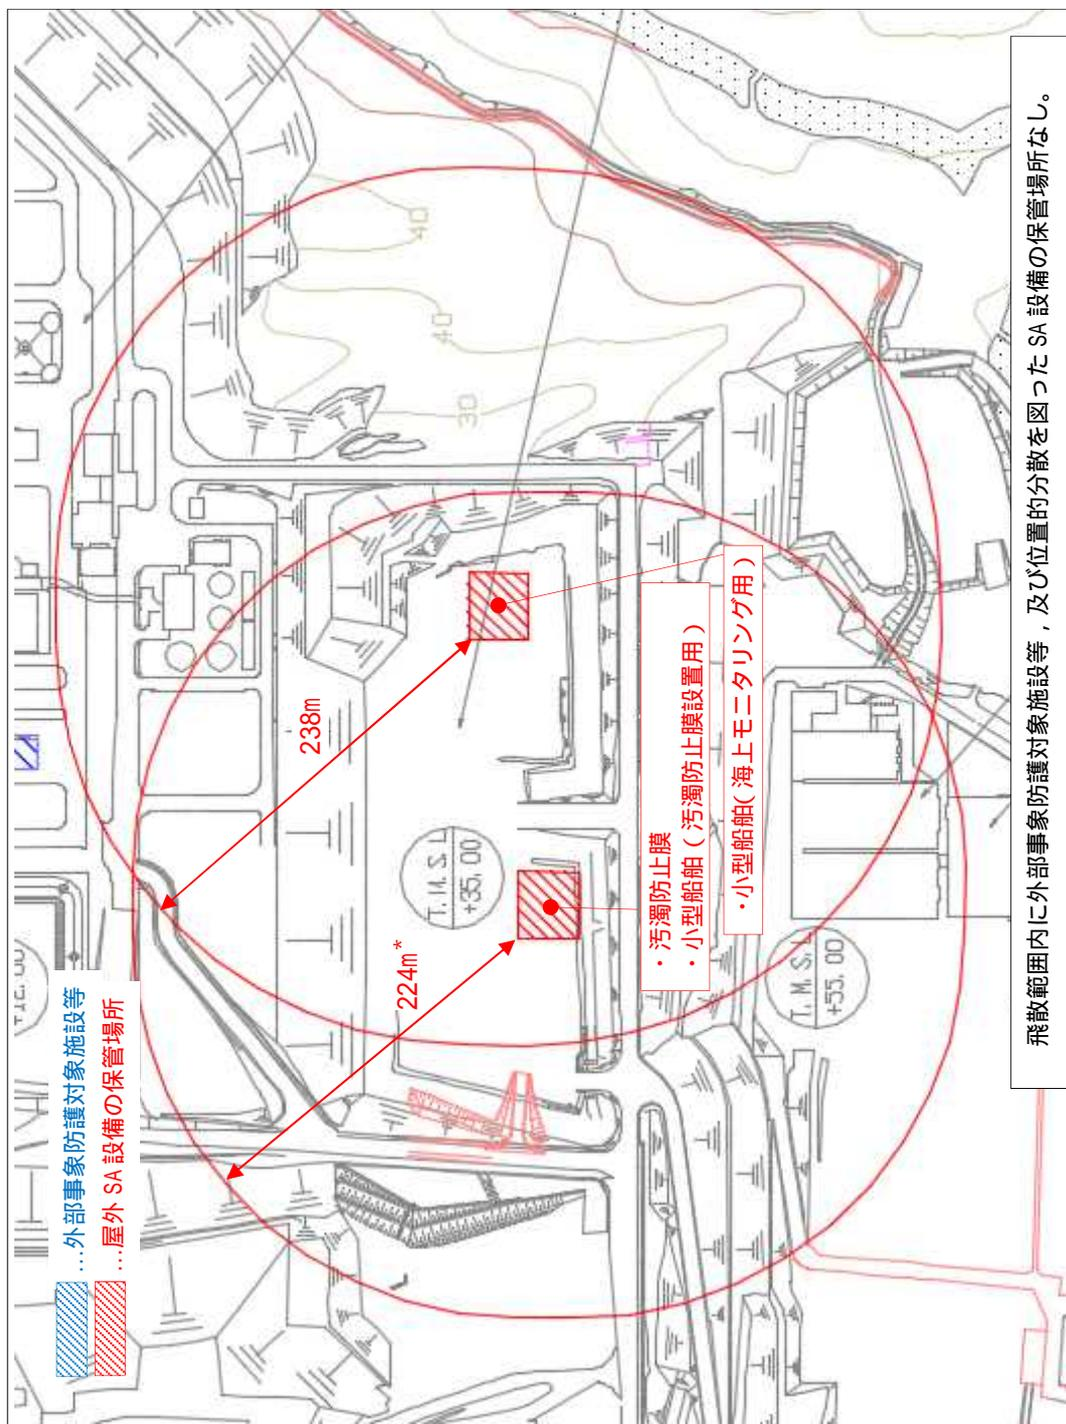 …外部事象防護対象施設等
…屋外 SA 設備の保管場所
238m
224m*
T.M.S.L
+35.00
T.M.S.L
+55.00
40
40
30
・汚濁防止膜
・小型船舶（汚濁防止膜設置用）
・小型船舶（海上モニタリング用）
飛散範囲内に外部事象防護対象施設等，及び位置的分散を図った SA 設備の保管場所なし。